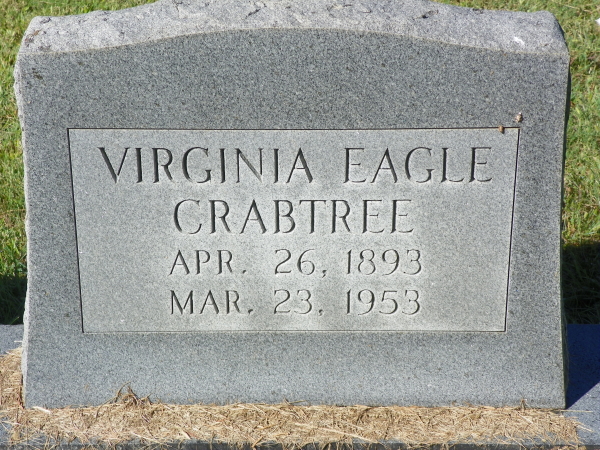 VIRGINIA EAGLE
CRABTREE
APR. 26, 1893
MAR. 23, 1953